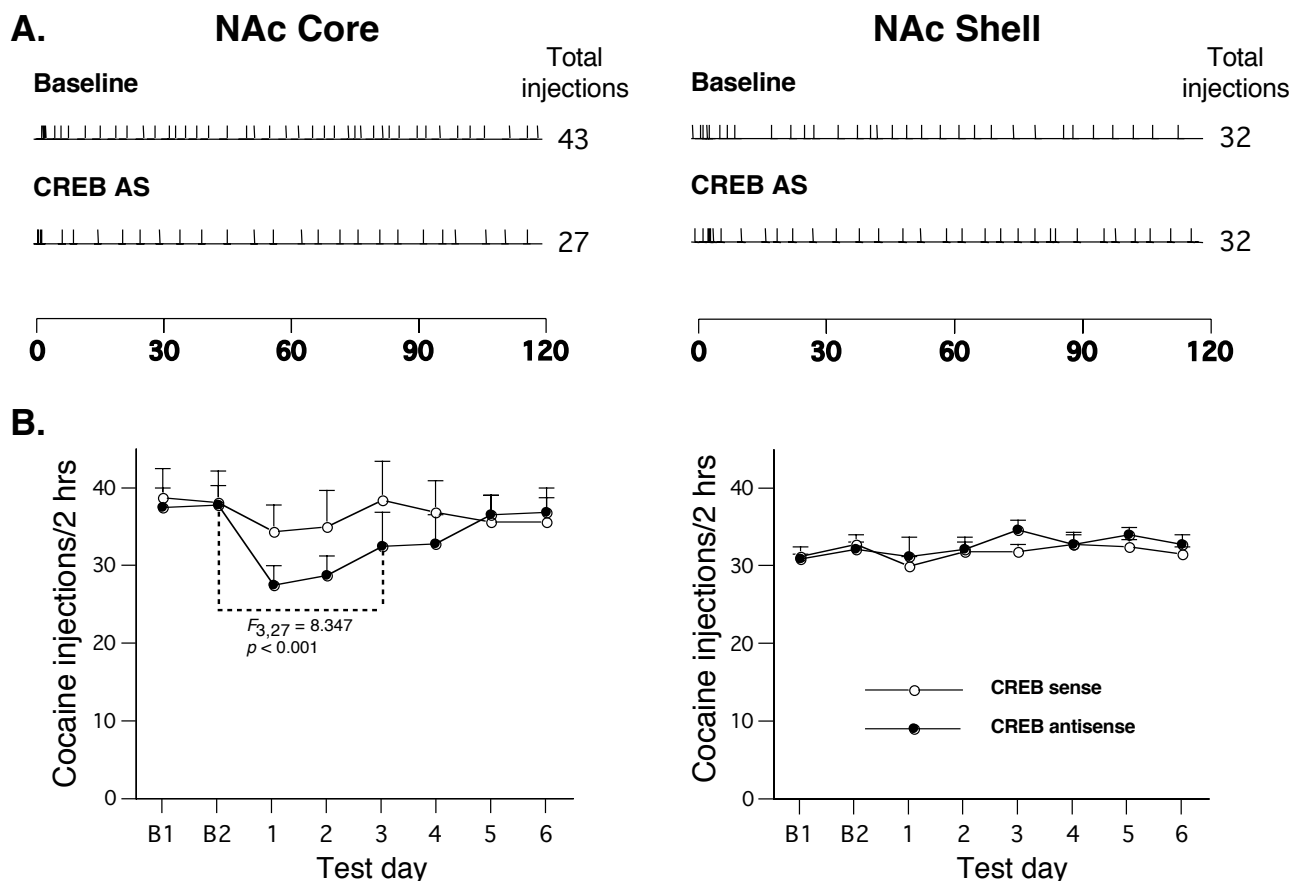 A.
NAc Core
Total
injections
Baseline
43
CREB AS
27
0 30 60 90 120
NAc Shell
Total
injections
Baseline
32
CREB AS
32
0 30 60 90 120
B.
Cocaine injections/2 hrs
40
30
20
10
0
F3,27 = 8.347
p < 0.001
B1 B2 1 2 3 4 5 6
Test day
Cocaine injections/2 hrs
40
30
20
10
0
CREB sense
CREB antisense
B1 B2 1 2 3 4 5 6
Test day